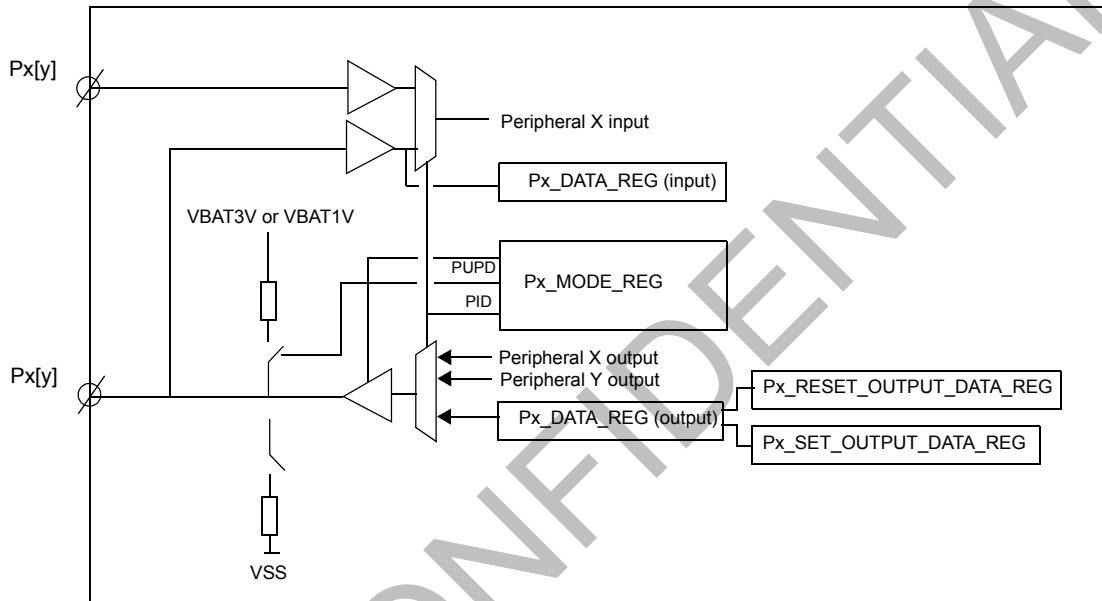 Px[y]
Peripheral X input
Px_DATA_REG (input)
VBAT3V or VBAT1V
PUPD
Px_MODE_REG
PID
Peripheral X output
Px[y]
Peripheral Y output
Px_RESET_OUTPUT_DATA_REG
Px_DATA_REG (output)
Px_SET_OUTPUT_DATA_REG
VSS
ONFIDENTIA